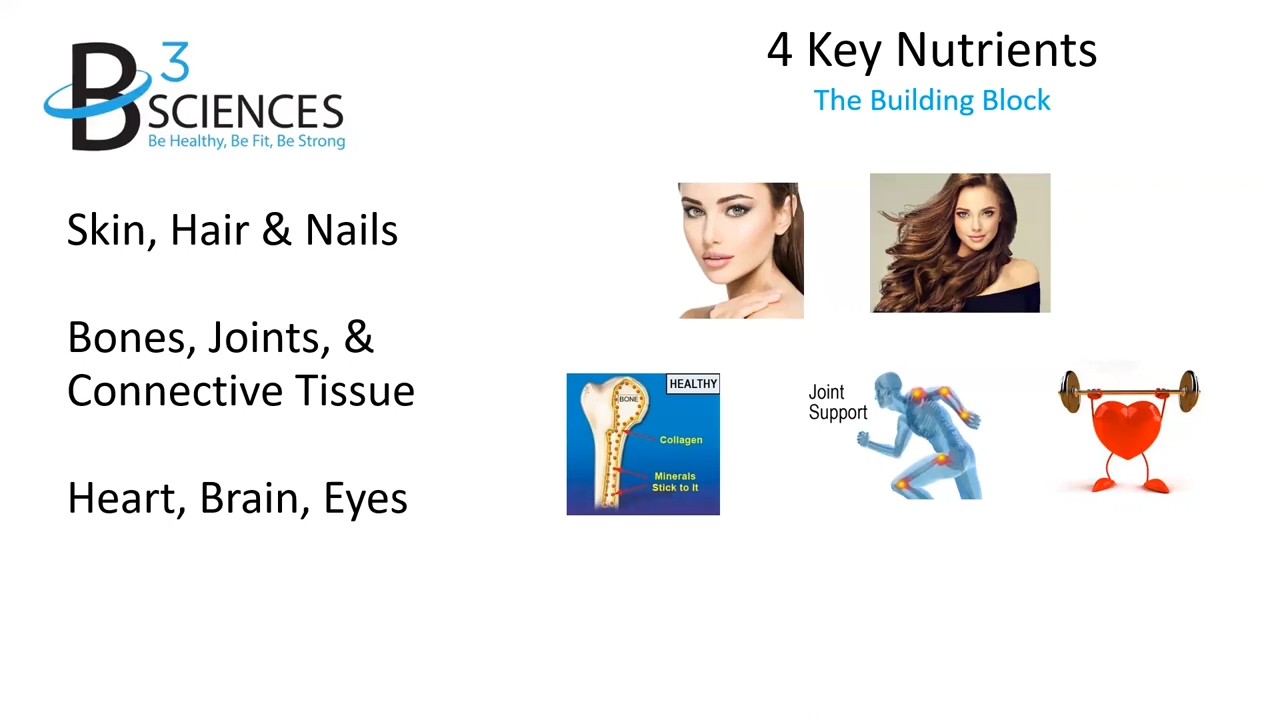 B3 SCIENCES
Be Healthy, Be Fit, Be Strong
4 Key Nutrients
The Building Block
Skin, Hair & Nails
Bones, Joints, &
Connective Tissue
Heart, Brain, Eyes
HEALTHY
BONE
Collagen
Minerals
Stick to It
Joint
Support